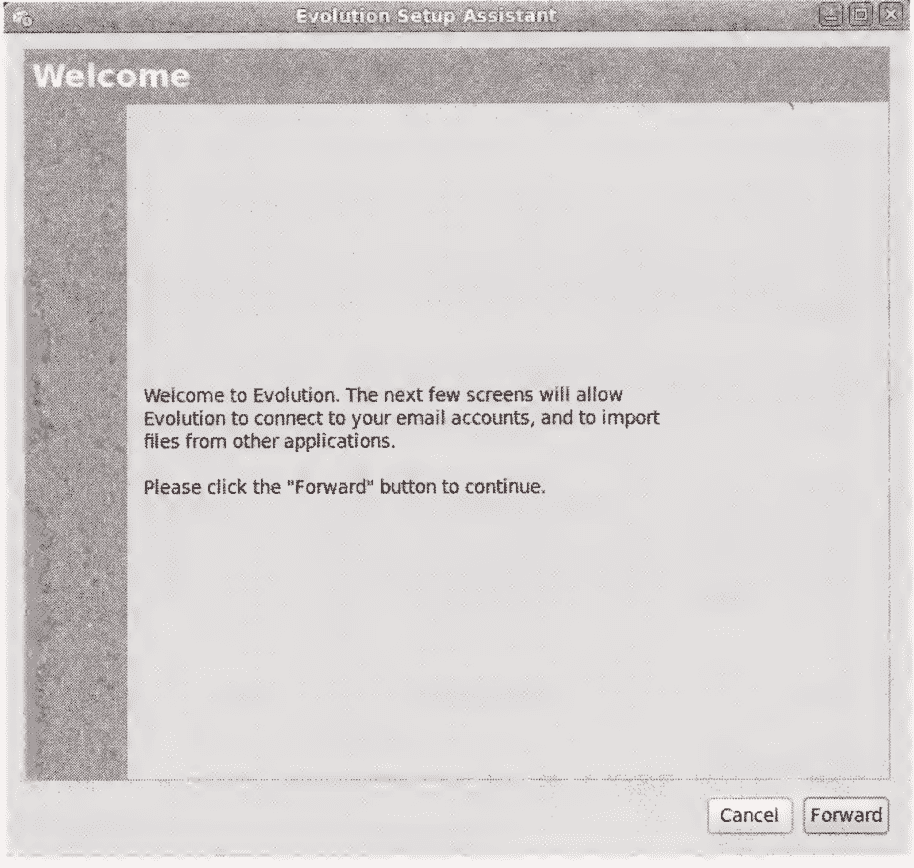 Evolution Setup Assistant
Welcome
Welcome to Evolution. The next few screens will allow
Evolution to connect to your email accounts, and to import
files from other applications.
Please click the "Forward" button to continue.
Cancel
Forward